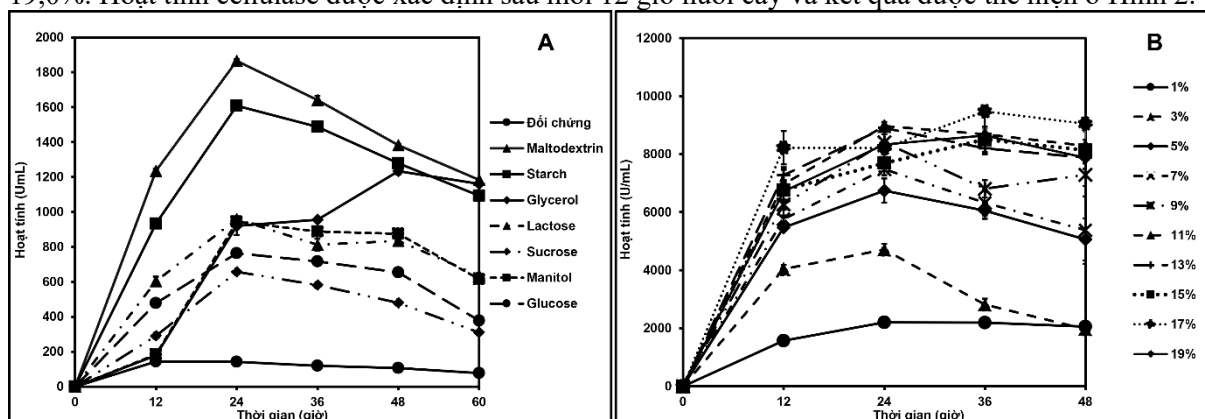 19,0%. Hoạt tính cellulase được xác định sau mỗi 12 giờ nuôi cấy và kết quả được thể hiện ở Hình 2.
A
Hoạt tính (UmL)
2000
1800
1600
1400
1200
1000
800
600
400
200
0
0 12 24 36 48 60
Thời gian (giờ)
Đối chứng
Maltodextrin
Starch
Glycerol
Lactose
Sucrose
Manitol
Glucose
B
Hoạt tính (U/mL)
12000
10000
8000
6000
4000
2000
0
0 12 24 36 48
Thời gian (giờ)
1%
3%
5%
7%
9%
11%
13%
15%
17%
19%